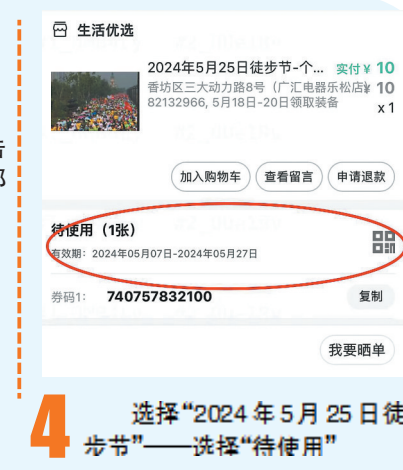 生活优选
2024年5月25日徒步节-个... 实付¥ 10
香坊区三大动力路8号（广汇电器乐松店 ¥ 10
82132966, 5月18日-20日领取装备 x 1
加入购物车 查看留言 申请退款
待使用（1张）
有效期：2024年05月07日-2024年05月27日
券码1： 740757832100 复制
我要晒单
4 选择“2024 年 5 月 25 日徒
步节”——选择“待使用”